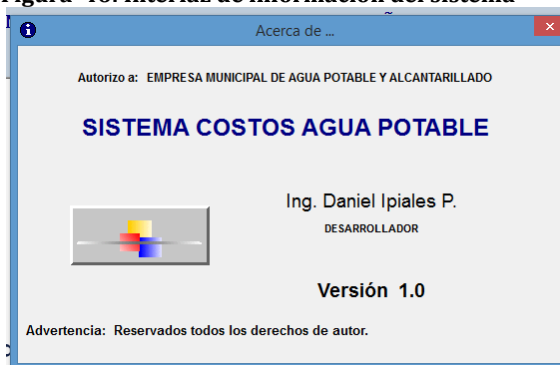 Figura 18. Interfaz de información del sistema
Acerca de ...
Autorizo a: EMPRESA MUNICIPAL DE AGUA POTABLE Y ALCANTARILLADO
SISTEMA COSTOS AGUA POTABLE
Ing. Daniel Ipiales P.
DESARROLLADOR
Versión 1.0
Advertencia: Reservados todos los derechos de autor.